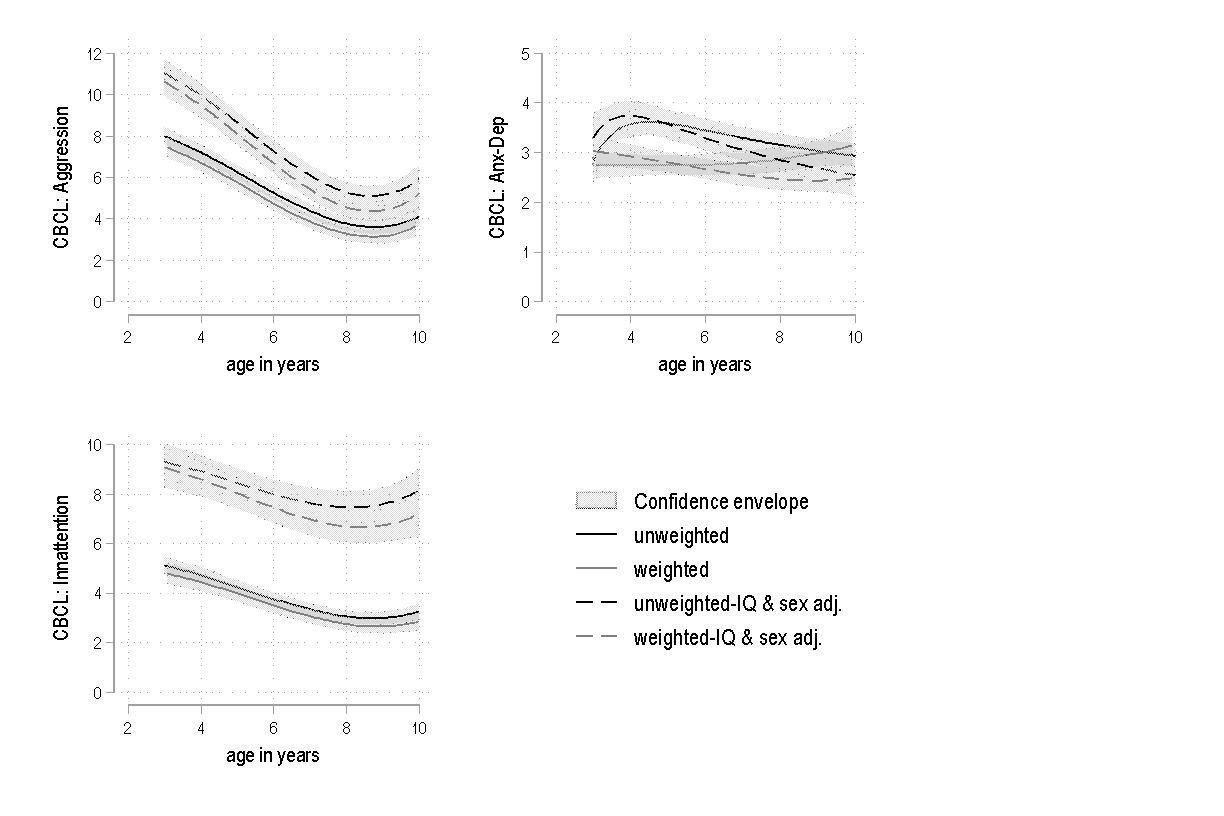 12
10
8
6
4
2
0
CBCL: Aggression
2 4 6 8 10
age in years
5
4
3
2
1
0
CBCL: Anx-Dep
2 4 6 8 10
age in years
10
8
6
4
2
0
CBCL: Innattention
2 4 6 8 10
age in years
Confidence envelope
unweighted
weighted
unweighted-IQ & sex adj.
weighted-IQ & sex adj.